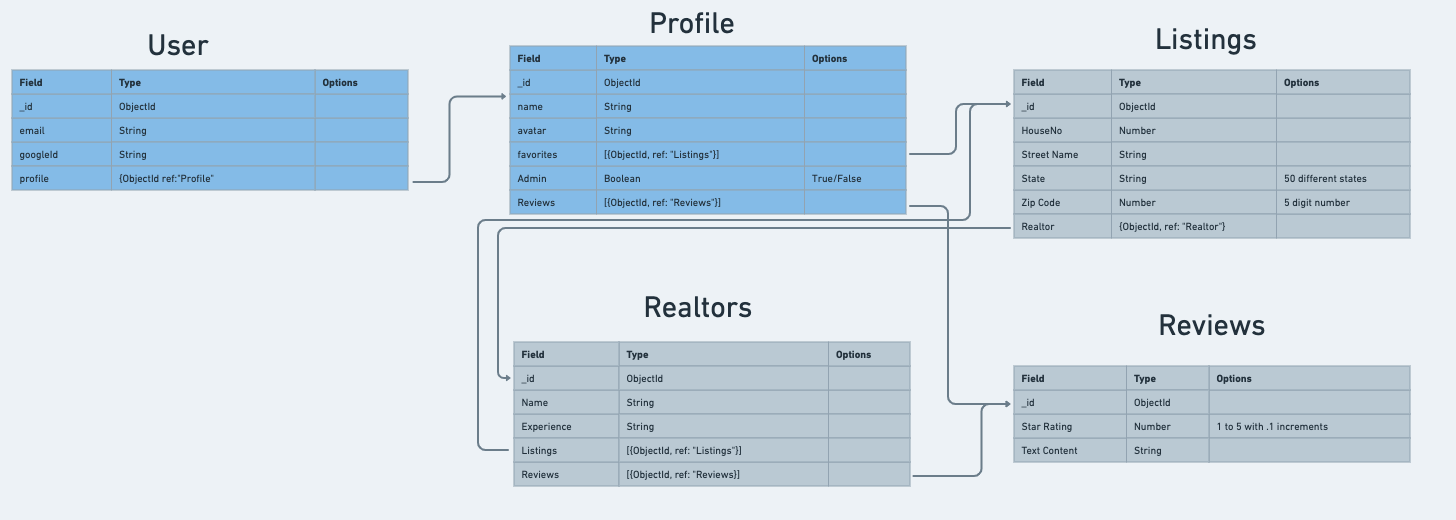 User
Field Type Options
_id ObjectId
email String
googleId String
profile {ObjectId ref:"Profile"
Profile
Field Type Options
_id ObjectId
name String
avatar String
favorites [{ObjectId, ref: "Listings"}]
Admin Boolean True/False
Reviews [{ObjectId, ref: "Reviews"}]
Listings
Field Type Options
_id ObjectId
HouseNo Number
Street Name String
State String 50 different states
Zip Code Number 5 digit number
Realtor {ObjectId, ref: "Realtor"}
Realtors
Field Type Options
_id ObjectId
Name String
Experience String
Listings [{ObjectId, ref: "Listings"}]
Reviews [{ObjectId, ref: "Reviews}]
Reviews
Field Type Options
_id ObjectId
Star Rating Number 1 to 5 with .1 increments
Text Content String